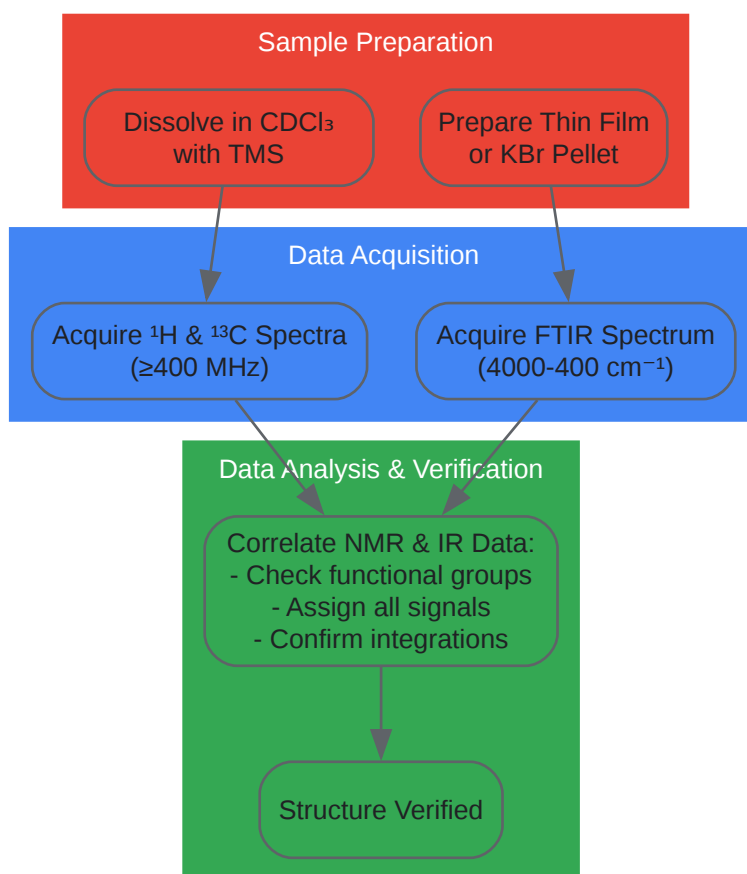 Sample Preparation
Dissolve in CDCl₃
with TMS
Prepare Thin Film
or KBr Pellet
Data Acquisition
Acquire ¹H & ¹³C Spectra
(≥400 MHz)
Acquire FTIR Spectrum
(4000-400 cm⁻¹)
Data Analysis & Verification
Correlate NMR & IR Data:
- Check functional groups
- Assign all signals
- Confirm integrations
Structure Verified